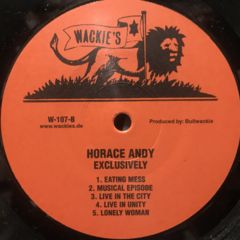 WACKIE'S
W-107-B
www.wackies.de
Produced by: Bullwackie
HORACE ANDY
EXCLUSIVELY
1. EATING MESS
2. MUSICAL EPISODE
3. LIVE IN THE CITY
4. LIVE IN UNITY
5. LONELY WOMAN